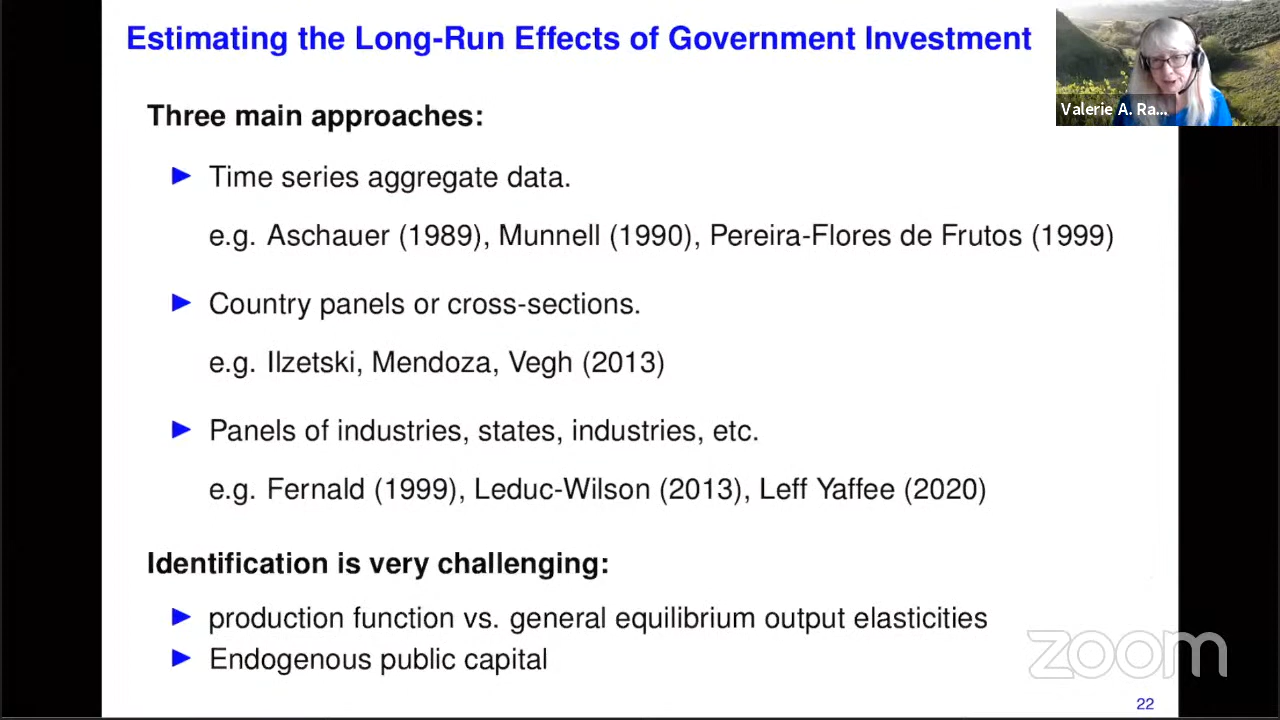 Estimating the Long-Run Effects of Government Investment
Valerie A. Ra...
Three main approaches:
Time series aggregate data.
e.g. Aschauer (1989), Munnell (1990), Pereira-Flores de Frutos (1999)
Country panels or cross-sections.
e.g. Ilzetski, Mendoza, Vegh (2013)
Panels of industries, states, industries, etc.
e.g. Fernald (1999), Leduc-Wilson (2013), Leff Yaffee (2020)
Identification is very challenging:
production function vs. general equilibrium output elasticities
Endogenous public capital
zoom
22